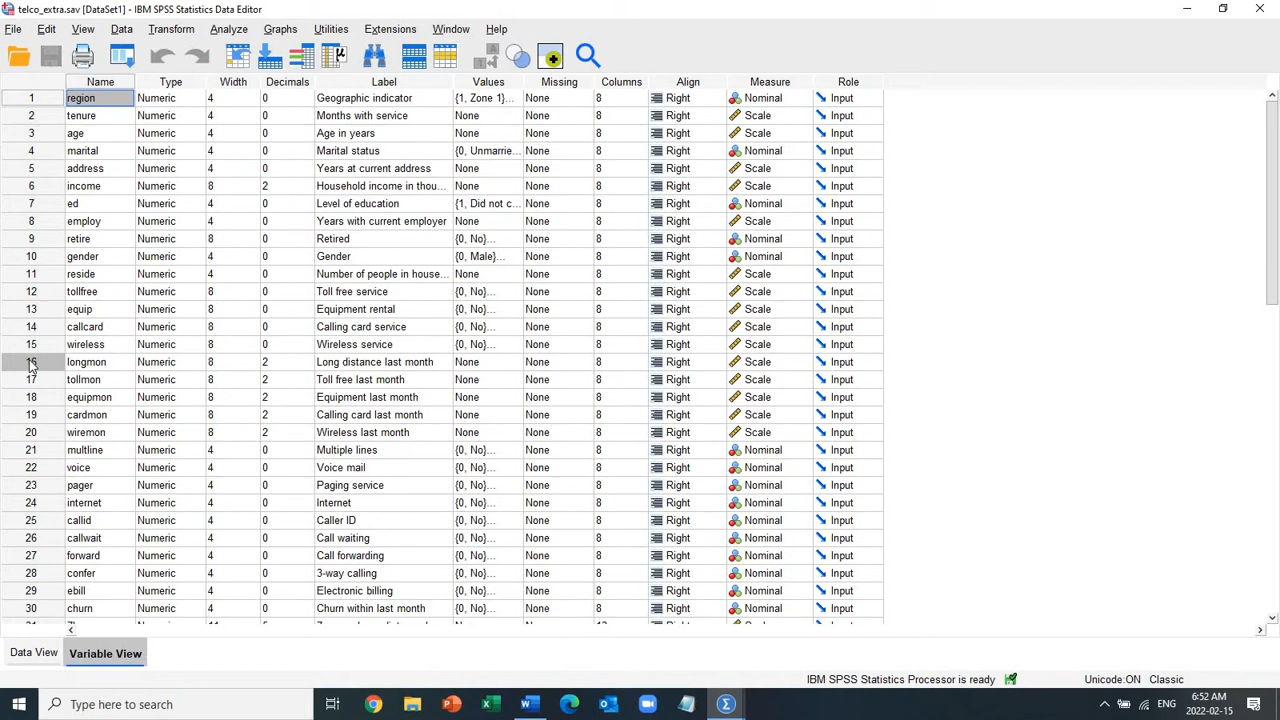 telco_extra.sav [DataSet1] - IBM SPSS Statistics Data Editor
File Edit View Data Transform Analyze Graphs Utilities Extensions Window Help
Name Type Width Decimals Label Values Missing Columns Align Measure Role
1 region Numeric 4 0 Geographic indicator {1, Zone 1}... None 8 Right Nominal Input
2 tenure Numeric 4 0 Months with service None None 8 Right Scale Input
3 age Numeric 4 0 Age in years None None 8 Right Scale Input
4 marital Numeric 4 0 Marital status {0, Unmarrie... None 8 Right Nominal Input
5 address Numeric 4 0 Years at current address None None 8 Right Scale Input
6 income Numeric 8 2 Household income in thou... None None 8 Right Scale Input
7 ed Numeric 4 0 Level of education {1, Did not c... None 8 Right Nominal Input
8 employ Numeric 4 0 Years with current employer None None 8 Right Scale Input
9 retire Numeric 8 0 Retired {0, No}... None 8 Right Nominal Input
10 gender Numeric 4 0 Gender {0, Male}... None 8 Right Nominal Input
11 reside Numeric 4 0 Number of people in house... None None 8 Right Scale Input
12 tollfree Numeric 8 0 Toll free service {0, No}... None 8 Right Scale Input
13 equip Numeric 8 0 Equipment rental {0, No}... None 8 Right Scale Input
14 callcard Numeric 8 0 Calling card service {0, No}... None 8 Right Scale Input
15 wireless Numeric 8 0 Wireless service {0, No}... None 8 Right Scale Input
16 longmon Numeric 8 2 Long distance last month None None 8 Right Scale Input
17 tollmon Numeric 8 2 Toll free last month None None 8 Right Scale Input
18 equipmon Numeric 8 2 Equipment last month None None 8 Right Scale Input
19 cardmon Numeric 8 2 Calling card last month None None 8 Right Scale Input
20 wiremon Numeric 8 2 Wireless last month None None 8 Right Scale Input
21 multline Numeric 4 0 Multiple lines {0, No}... None 8 Right Nominal Input
22 voice Numeric 4 0 Voice mail {0, No}... None 8 Right Nominal Input
23 pager Numeric 4 0 Paging service {0, No}... None 8 Right Nominal Input
24 internet Numeric 4 0 Internet {0, No}... None 8 Right Nominal Input
25 callid Numeric 4 0 Caller ID {0, No}... None 8 Right Nominal Input
26 callwait Numeric 4 0 Call waiting {0, No}... None 8 Right Nominal Input
27 forward Numeric 4 0 Call forwarding {0, No}... None 8 Right Nominal Input
28 confer Numeric 4 0 3-way calling {0, No}... None 8 Right Nominal Input
29 ebill Numeric 4 0 Electronic billing {0, No}... None 8 Right Nominal Input
30 churn Numeric 4 0 Churn within last month {0, No}... None 8 Right Nominal Input
Data View Variable View
IBM SPSS Statistics Processor is ready Unicode:ON Classic
Type here to search
ENG 6:52 AM
2022-02-15